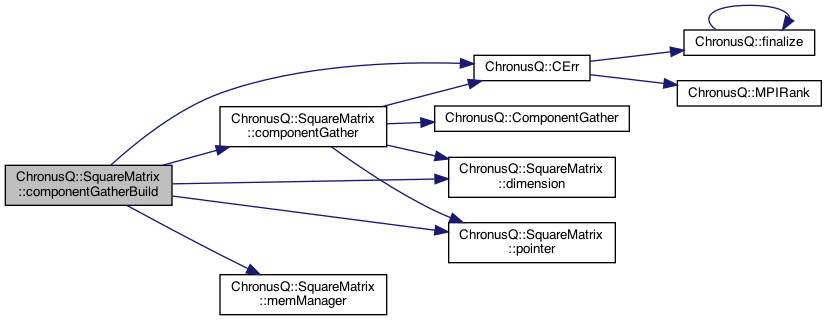 ChronusQ::SquareMatrix
::componentGatherBuild
ChronusQ::SquareMatrix
::componentGather
ChronusQ::SquareMatrix
::memManager
ChronusQ::CErr
ChronusQ::ComponentGather
ChronusQ::SquareMatrix
::dimension
ChronusQ::SquareMatrix
::pointer
ChronusQ::finalize
ChronusQ::MPIRank